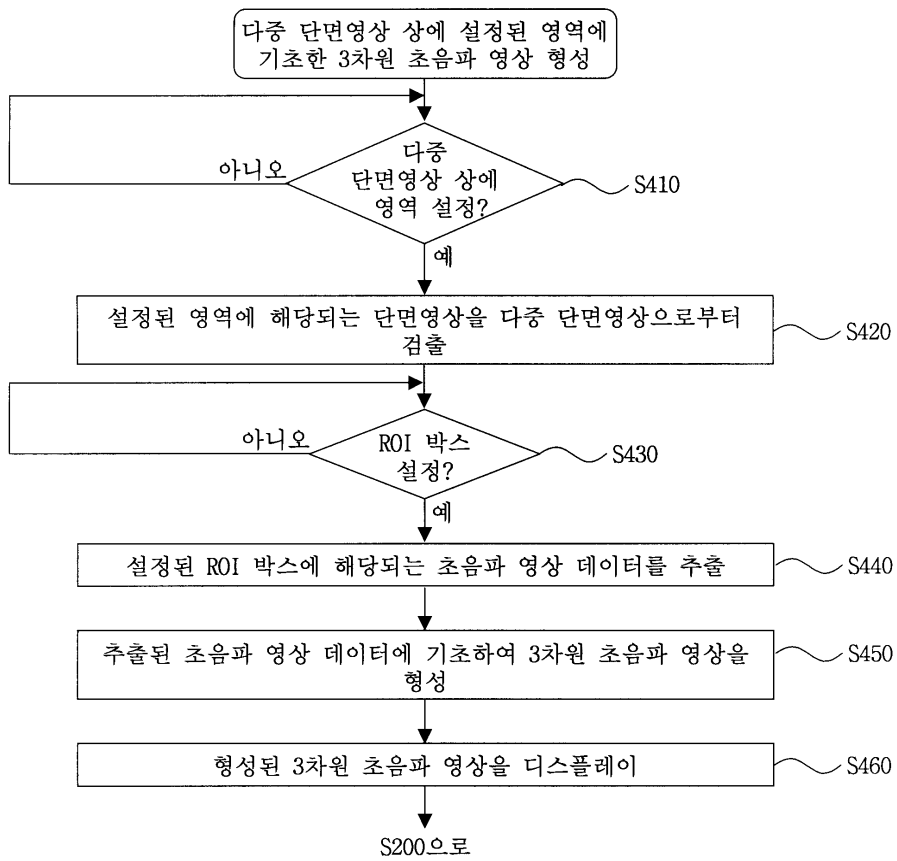 다중 단면영상 상에 설정된 영역에
기초한 3차원 초음파 영상 형성
다중
단면영상 상에
영역 설정?
아니오
S410
예
설정된 영역에 해당되는 단면영상을 다중 단면영상으로부터
검출
S420
아니오
ROI 박스
설정?
S430
예
설정된 ROI 박스에 해당되는 초음파 영상 데이터를 추출
S440
추출된 초음파 영상 데이터에 기초하여 3차원 초음파 영상을
형성
S450
형성된 3차원 초음파 영상을 디스플레이
S460
S200으로